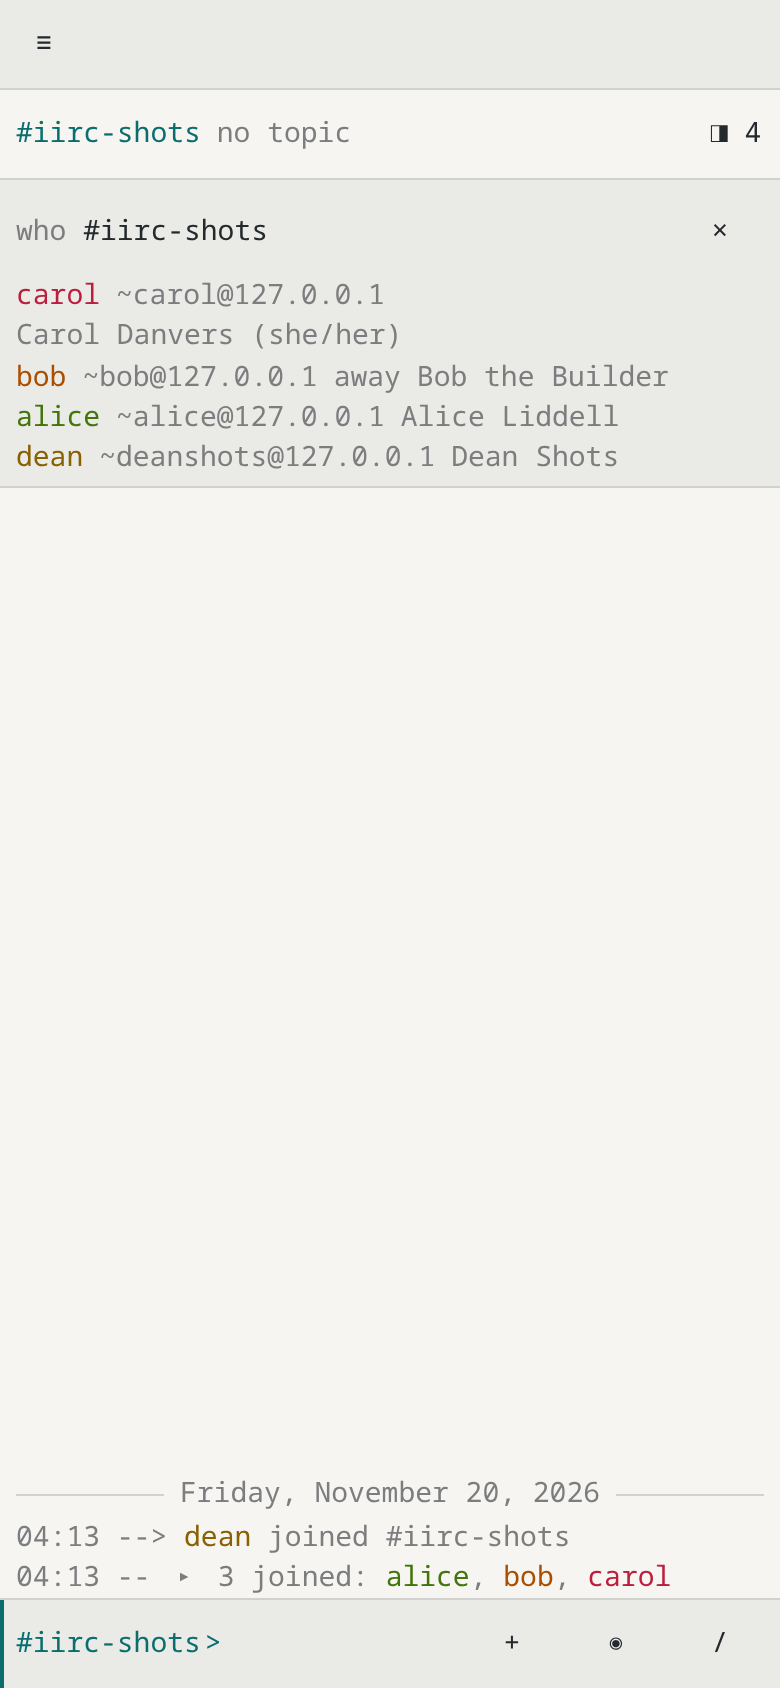 ≡
#iirc-shots no topic ◨ 4
who #iirc-shots ×
carol ~carol@127.0.0.1
Carol Danvers (she/her)
bob ~bob@127.0.0.1 away Bob the Builder
alice ~alice@127.0.0.1 Alice Liddell
dean ~deanshots@127.0.0.1 Dean Shots
Friday, November 20, 2026
04:13 --> dean joined #iirc-shots
04:13 -- ▸ 3 joined: alice, bob, carol
#iirc-shots> + ◉ /